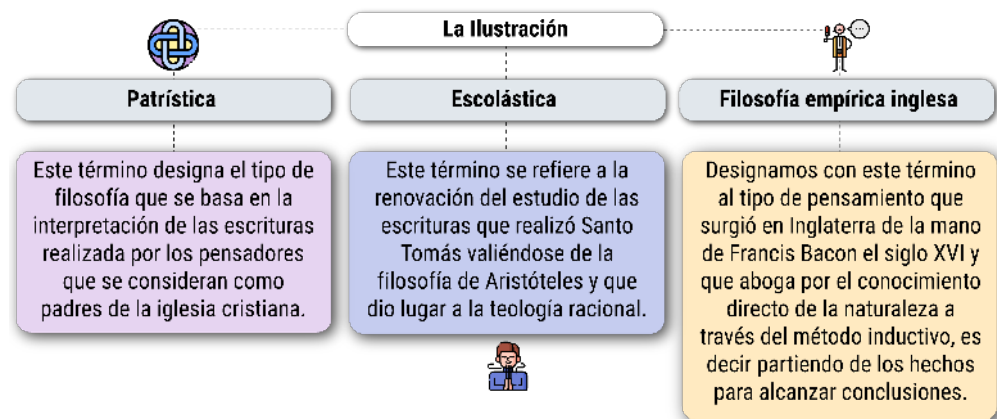 La Ilustración
Patrística
Escolástica
Filosofía empírica inglesa
Este término designa el tipo de
filosofía que se basa en la
interpretación de las escrituras
realizada por los pensadores
que se consideran como
padres de la iglesia cristiana.
Este término se refiere a la
renovación del estudio de las
escrituras que realizó Santo
Tomás valiéndose de la
filosofía de Aristóteles y que
dio lugar a la teología racional.
Designamos con este término
al tipo de pensamiento que
surgió en Inglaterra de la mano
de Francis Bacon el siglo XVI y
que aboga por el conocimiento
directo de la naturaleza a
través del método inductivo, es
decir partiendo de los hechos
para alcanzar conclusiones.